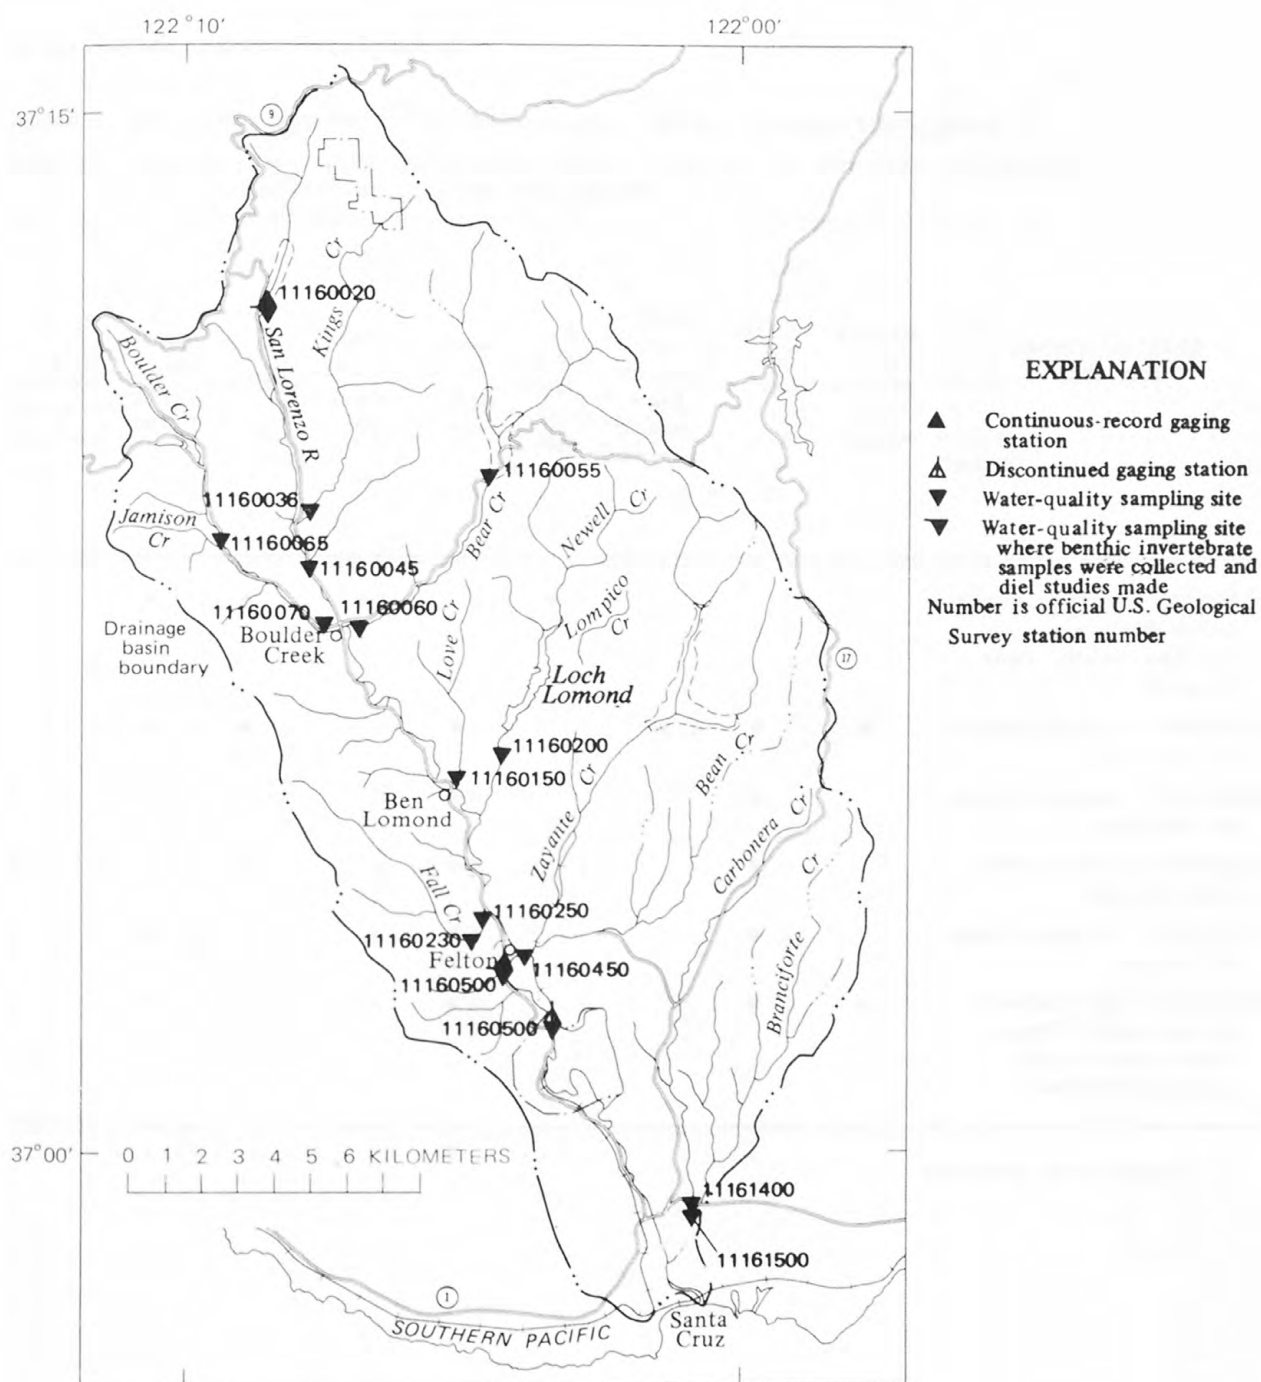 122°10'
122°00'
37°15'
9
11160020
Kings Cr
San Lorenzo R
Boulder Cr
EXPLANATION
Continuous-record gaging
station
Discontinued gaging station
Water-quality sampling site
Water-quality sampling site
where benthic invertebrate
samples were collected and
diel studies made
Number is official U.S. Geological
Survey station number
11160055
Bear Cr
Newell Cr
11160036
Jamison
Cr
11160065
11160045
11160070
11160060
Boulder
Creek
Drainage
basin
boundary
Love Cr
Lompico
Cr
Loch
Lomond
17
11160200
11160150
Ben
Lomond
Zayante Cr
Bean Cr
Carbonera Cr
Fall Cr
11160250
11160230
Felton
11160450
11160500
11160500
Branciforte Cr
37°00'
0 1 2 3 4 5 6 KILOMETERS
11161400
11161500
1
SOUTHERN PACIFIC
Santa
Cruz